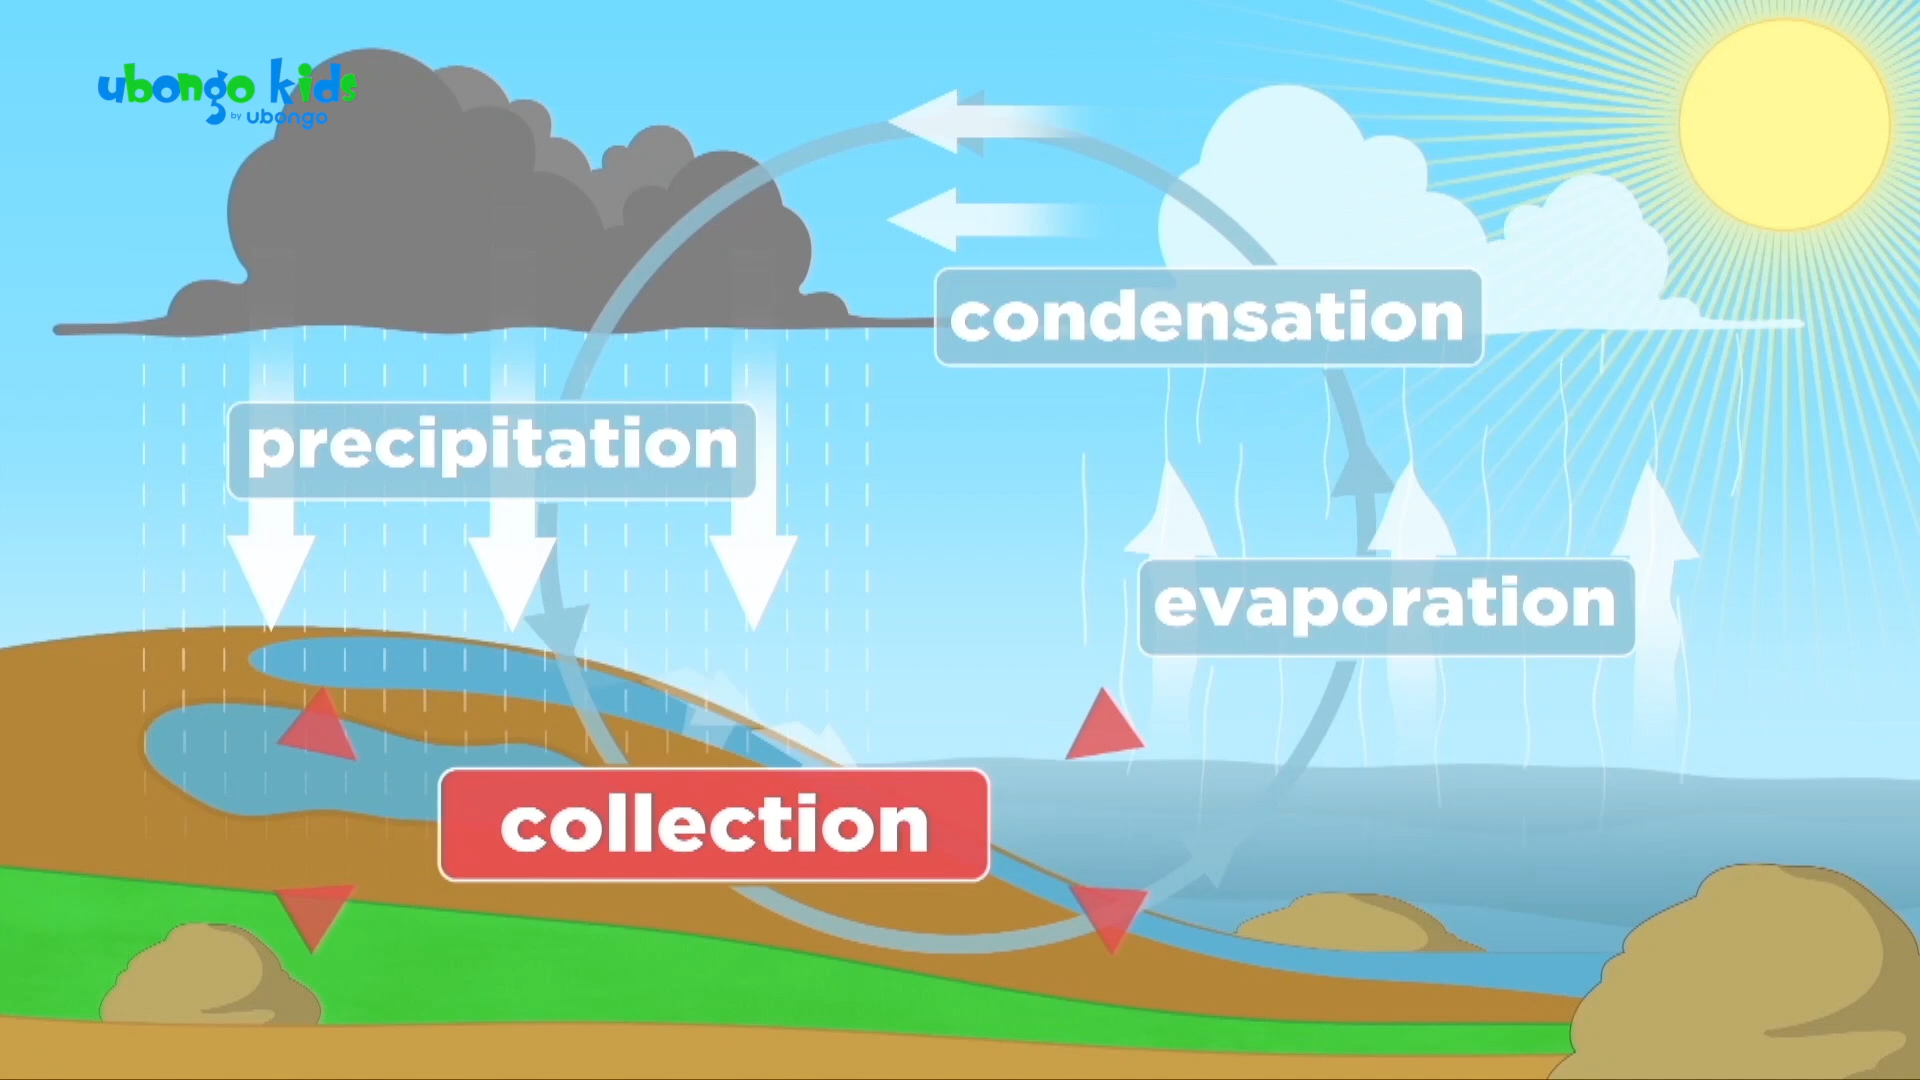 ubongo kids
by ubongo
condensation
precipitation
evaporation
collection